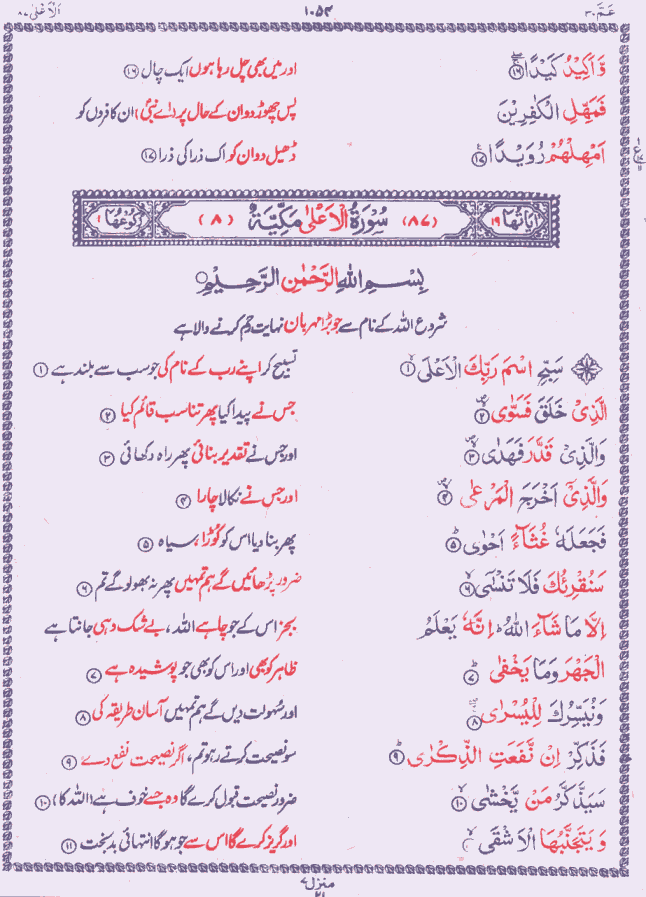 عَمَّ ٣٠ ١٠٥٣ اَلْاَعْلٰى ٨٧
وَّ اَكِيْدُ كَيْدًا ۚۖ ١٦ اور میں بھی چل رہا ہوں ایک چال ١٦
فَمَهِّلِ الْكٰفِرِيْنَ پس چھوڑ دو ان کے حال پر (اے نبیؐ) ان کافروں کو
اَمْهِلْهُمْ رُوَيْدًا ١٧ ڈھیل دو ان کو اک ذرا کی ذرا ١٧
اٰيَاتُهَا ١٩ (٨٧) سُوْرَةُ الْاَعْلٰى مَكِّيَّةٌ (٨) رُكُوْعُهَا ١
بِسْمِ اللّٰهِ الرَّحْمٰنِ الرَّحِيْمِ
شروع اللہ کے نام سے جو بڑا مہربان نہایت رحم کرنے والا ہے
سَبِّحِ اسْمَ رَبِّكَ الْاَعْلَى ۙ ١ تسبیح کر اپنے رب کے نام کی جو سب سے بلند ہے ١
الَّذِيْ خَلَقَ فَسَوّٰى ۪ۙ ٢ جس نے پیدا کیا پھر تناسب قائم کیا ٢
وَالَّذِيْ قَدَّرَ فَهَدٰى ۪ۙ ٣ اور جس نے تقدیر بنائی پھر راہ دکھائی ٣
وَالَّذِيْۤ اَخْرَجَ الْمَرْعٰى ۪ۙ ٤ اور جس نے نکالا چارا ٤
فَجَعَلَهٗ غُثَآءً اَحْوٰى ؕ ٥ پھر بنا دیا اس کو کُوڑا، سیاہ ٥
سَنُقْرِئُكَ فَلَا تَنْسٰۤى ۙ ٦ ضرور پڑھائیں گے ہم تمہیں پھر نہ بھولو گے تم ٦
اِلَّا مَا شَآءَ اللّٰهُ ؕ اِنَّهٗ يَعْلَمُ بجز اس کے جو چاہے اللہ، بے شک وہی جانتا ہے
الْجَهْرَ وَمَا يَخْفٰى ؕ ٧ ظاہر کو بھی اور اس کو بھی جو پوشیدہ ہے ٧
وَنُيَسِّرُكَ لِلْيُسْرٰى ۚۖ ٨ اور سُہولت دیں گے ہم تمہیں آسان طریقہ کی ٨
فَذَكِّرْ اِنْ نَّفَعَتِ الذِّكْرٰى ؕ ٩ سو نصیحت کرتے رہو تم، اگر نصیحت نفع دے ٩
سَيَذَّكَّرُ مَنْ يَّخْشٰى ۙ ١٠ ضرور نصیحت قبول کرے گا وہ جسے خوف ہے (اللہ کا) ١٠
وَيَتَجَنَّبُهَا الْاَشْقَى ۙ اور گریز کرے گا اس سے جو ہوگا انتہائی بدبخت ١١
منزل ٧